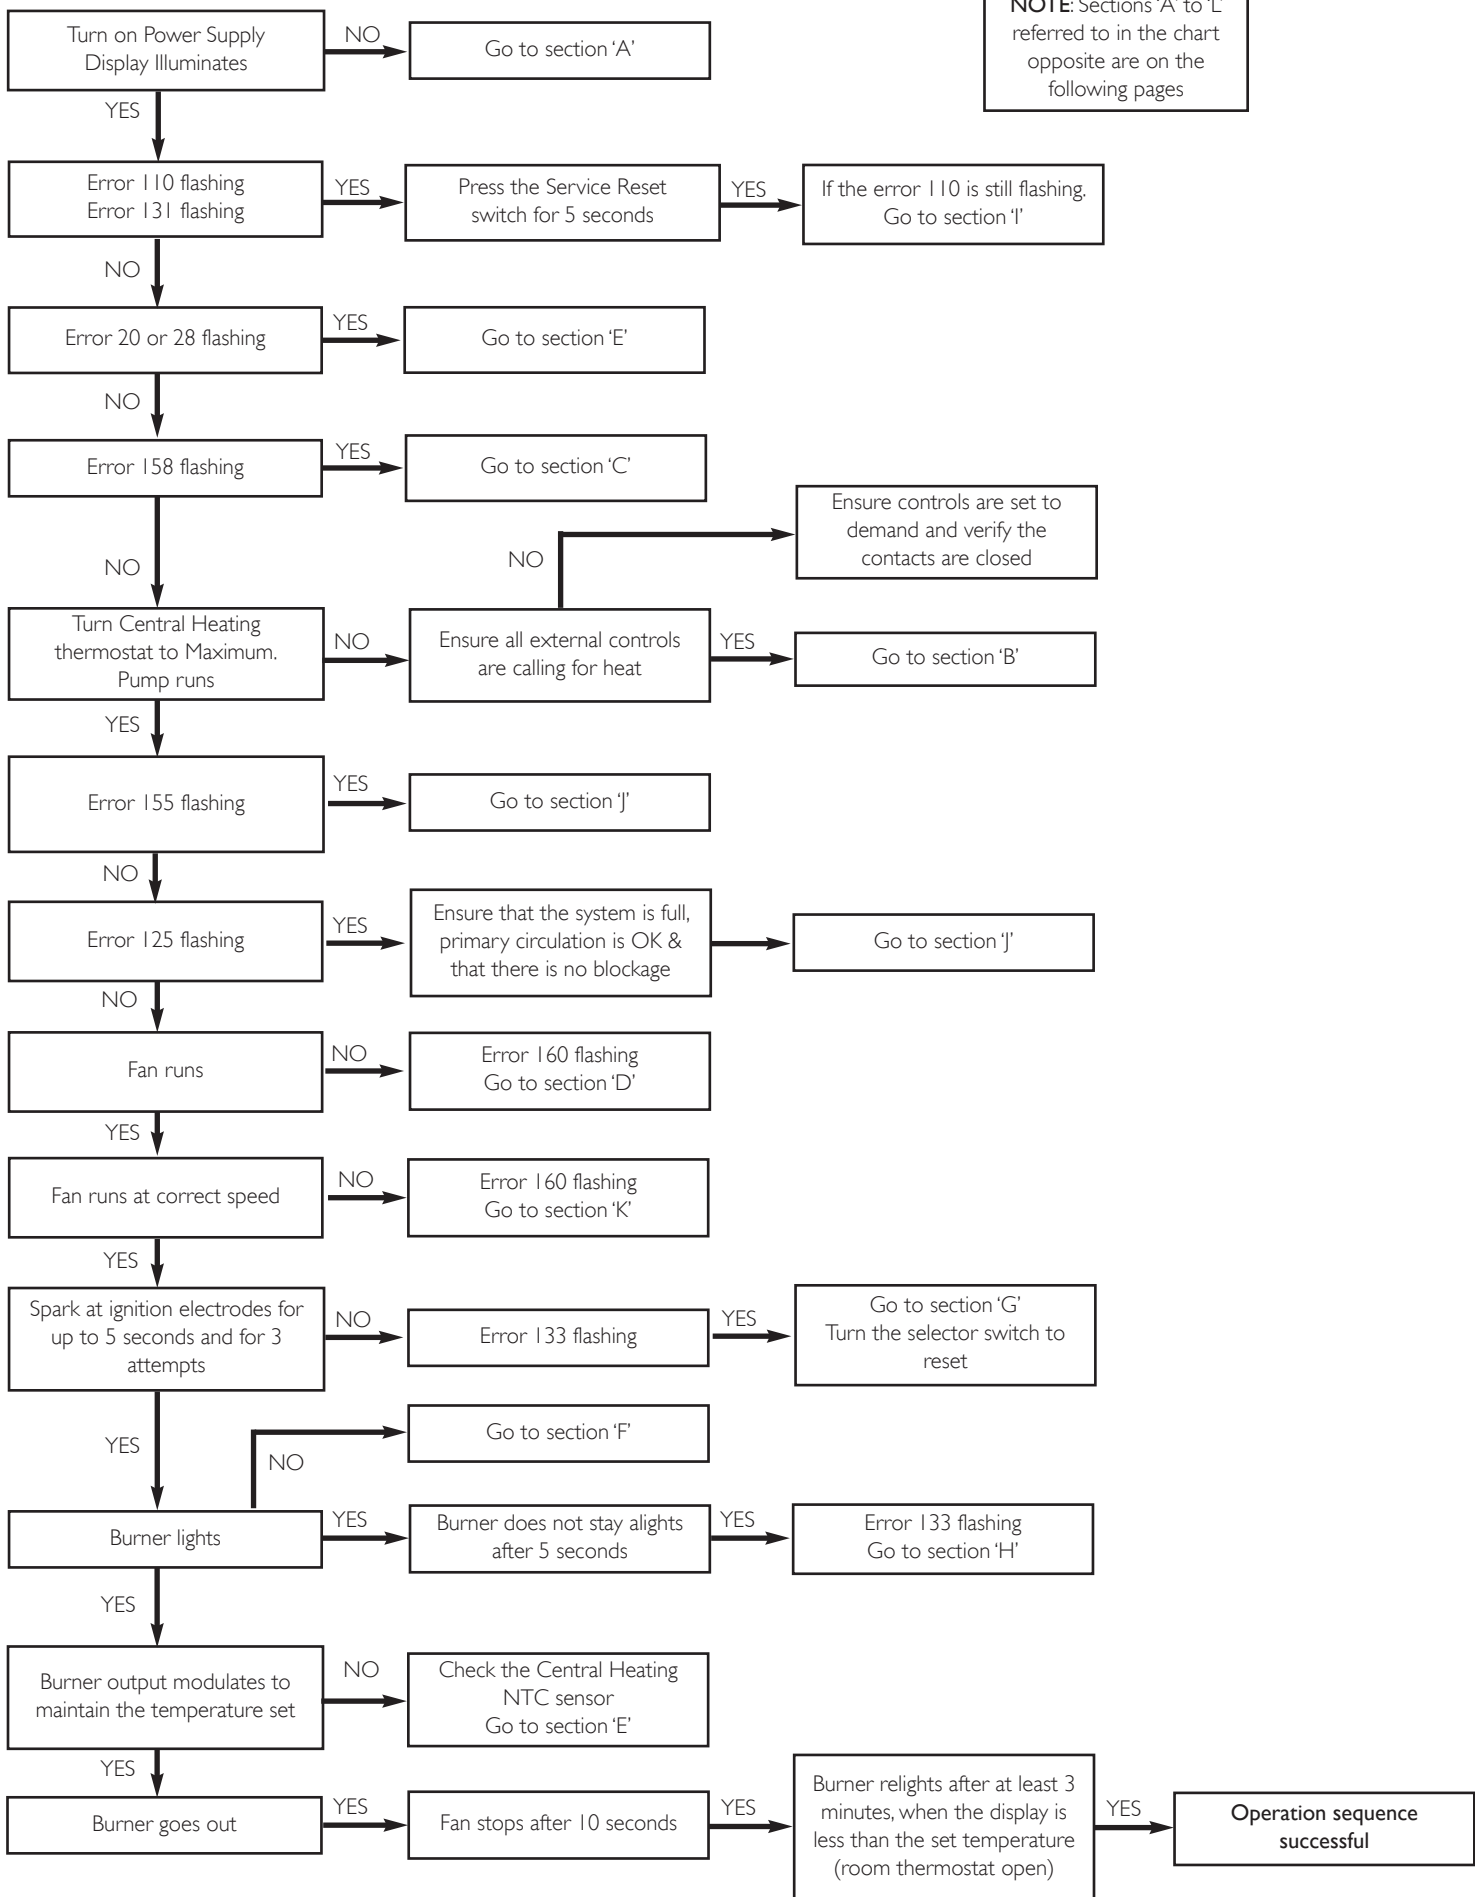 Turn on Power Supply
Display Illuminates
NO
Go to section ‘A’
NOTE: Sections ‘A’ to ‘L’
referred to in the chart
opposite are on the
following pages
YES
Error 110 flashing
Error 131 flashing
YES
Press the Service Reset
switch for 5 seconds
YES
If the error 110 is still flashing.
Go to section ‘I’
NO
Error 20 or 28 flashing
YES
Go to section ‘E’
NO
Error 158 flashing
YES
Go to section ‘C’
NO
Turn Central Heating
thermostat to Maximum.
Pump runs
NO
Ensure all external controls
are calling for heat
NO
Ensure controls are set to
demand and verify the
contacts are closed
YES
Go to section ‘B’
YES
Error 155 flashing
YES
Go to section ‘J’
NO
Error 125 flashing
YES
Ensure that the system is full,
primary circulation is OK &
that there is no blockage
Go to section ‘J’
NO
Fan runs
NO
Error 160 flashing
Go to section ‘D’
YES
Fan runs at correct speed
NO
Error 160 flashing
Go to section ‘K’
YES
Spark at ignition electrodes for
up to 5 seconds and for 3
attempts
NO
Error 133 flashing
YES
Go to section ‘G’
Turn the selector switch to
reset
YES
NO
Go to section ‘F’
Burner lights
YES
Burner does not stay alights
after 5 seconds
YES
Error 133 flashing
Go to section ‘H’
YES
Burner output modulates to
maintain the temperature set
NO
Check the Central Heating
NTC sensor
Go to section ‘E’
YES
Burner goes out
YES
Fan stops after 10 seconds
YES
Burner relights after at least 3
minutes, when the display is
less than the set temperature
(room thermostat open)
YES
Operation sequence
successful